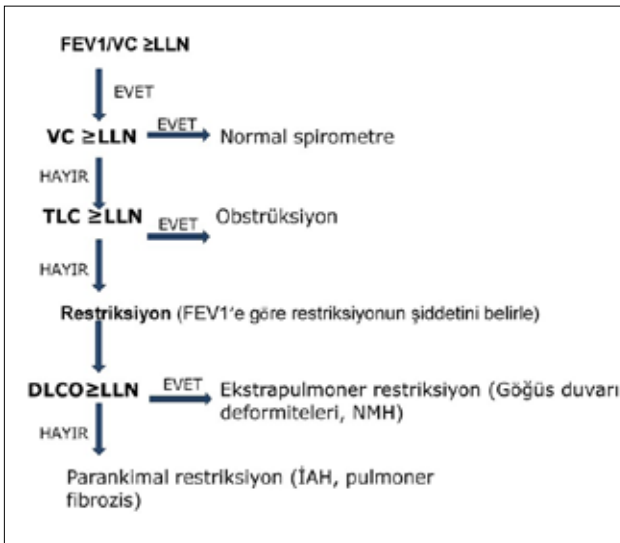 FEV1/VC ≥LLN
EVET
VC ≥LLN EVET Normal spirometre
HAYIR
TLC ≥LLN EVET Obstrüksiyon
HAYIR
Restriksiyon (FEV1'e göre restriksiyonun şiddetini belirle)
DLCO≥LLN EVET Ekstrapulmoner restriksiyon (Göğüs duvarı
deformiteleri, NMH)
HAYIR
Parankimal restriksiyon (İAH, pulmoner
fibrozis)